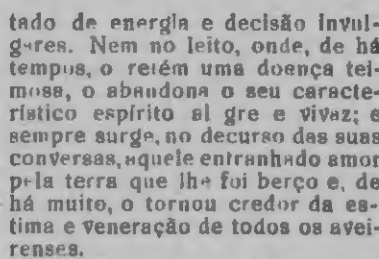 tado de energia e decisão invul-
gares. Nem no leito, onde, de há
tempos, o retém uma doença tei-
mosa, o abandona o seu caracte-
rístico espírito al gre e vivaz; e
sempre surge, no decurso das suas
conversas, aquele entranhado amor
pela terra que lhe foi berço e, de
há muito, o tornou credor da es-
tima e veneração de todos os avei-
renses.